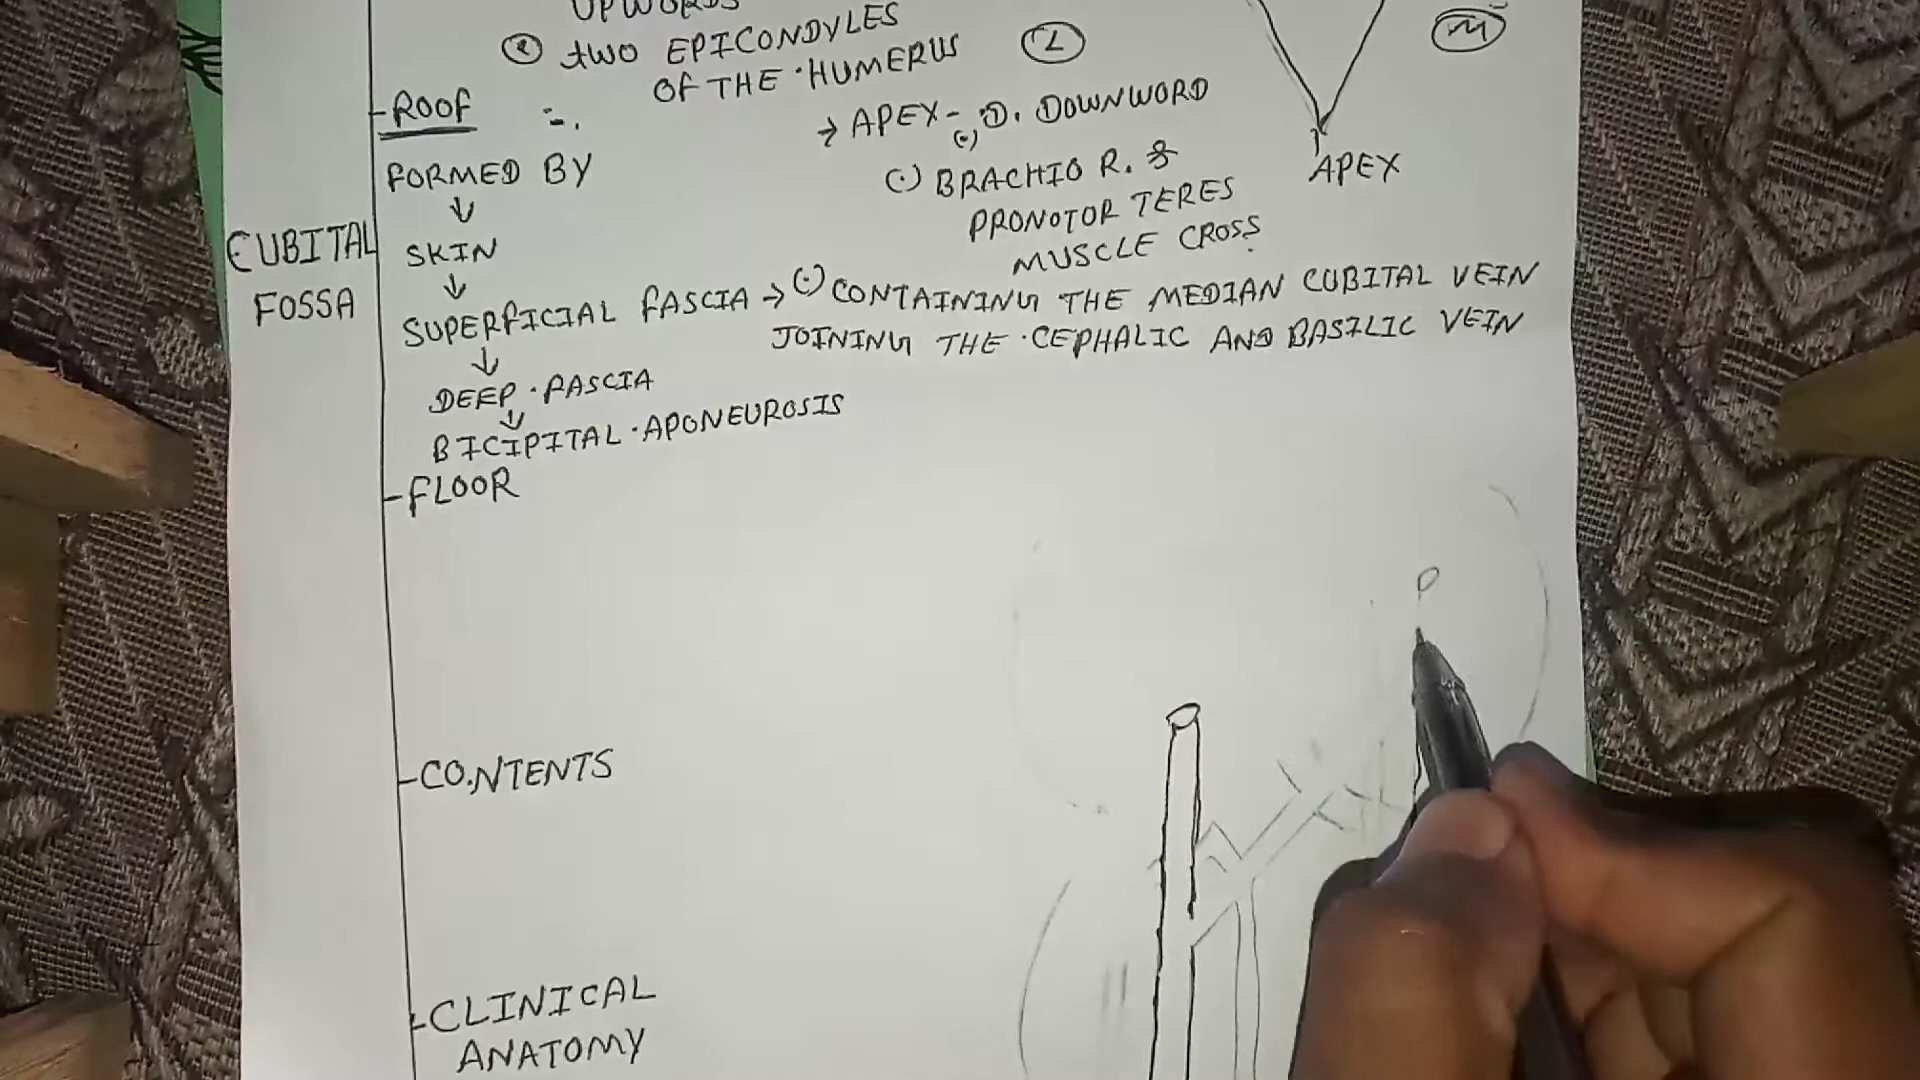 UPWORDS
② two EPICONDYLES
OF THE HUMERUS
Ⓛ
Ⓜ
ROOF :-.
FORMED BY
↓
SKIN
↓
SUPERFICIAL FASCIA → (·) CONTAINING THE MEDIAN CUBITAL VEIN
JOINING THE CEPHALIC AND BASILIC VEIN
↓
DEEP FASCIA
↓
BICIPITAL APONEUROSIS
→ APEX - (·) D. DOWNWORD
(·) BRACHIO R. &
PRONOTOR TERES
MUSCLE CROSS
APEX
CUBITAL
FOSSA
- FLOOR
- CONTENTS
- CLINICAL
ANATOMY